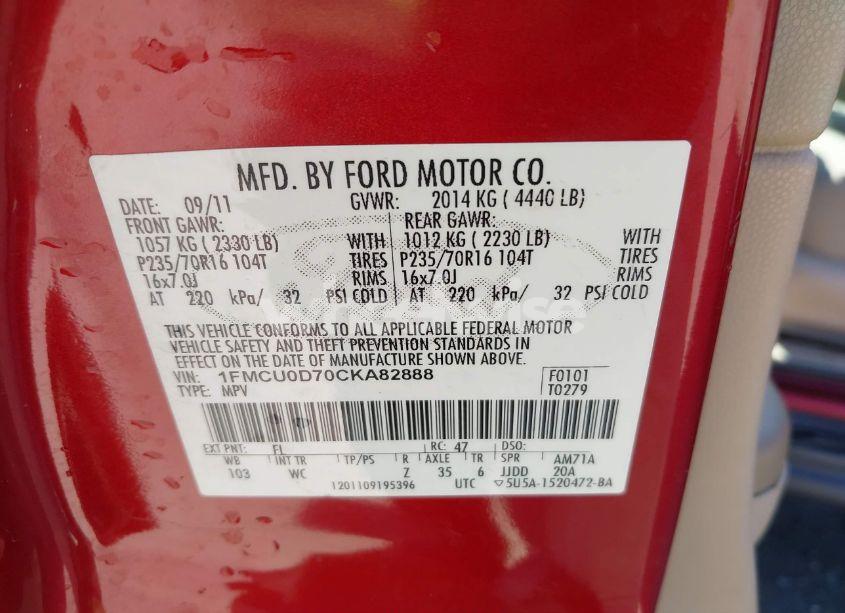 MFD. BY FORD MOTOR CO.
DATE: 09/11 GVWR: 2014 KG ( 4440 LB)
FRONT GAWR: REAR GAWR:
1057 KG ( 2330 LB) WITH 1012 KG ( 2230 LB) WITH
P235/70R16 104T TIRES P235/70R16 104T TIRES
16x7.0J RIMS 16x7.0J RIMS
AT 220 kPa/ 32 PSI COLD AT 220 kPa/ 32 PSI COLD
THIS VEHICLE CONFORMS TO ALL APPLICABLE FEDERAL MOTOR
VEHICLE SAFETY AND THEFT PREVENTION STANDARDS IN
EFFECT ON THE DATE OF MANUFACTURE SHOWN ABOVE.
VIN: 1FMCU0D70CKA82888 F0101
TYPE: MPV T0279
EXT PNT: FL RC: 47 DSO:
WB INT TR TP/PS R AXLE TR SPR AM71A
103 WC Z 35 6 JJDD 20A
1201109195396 UTC ▽5U5A-1520472-BA